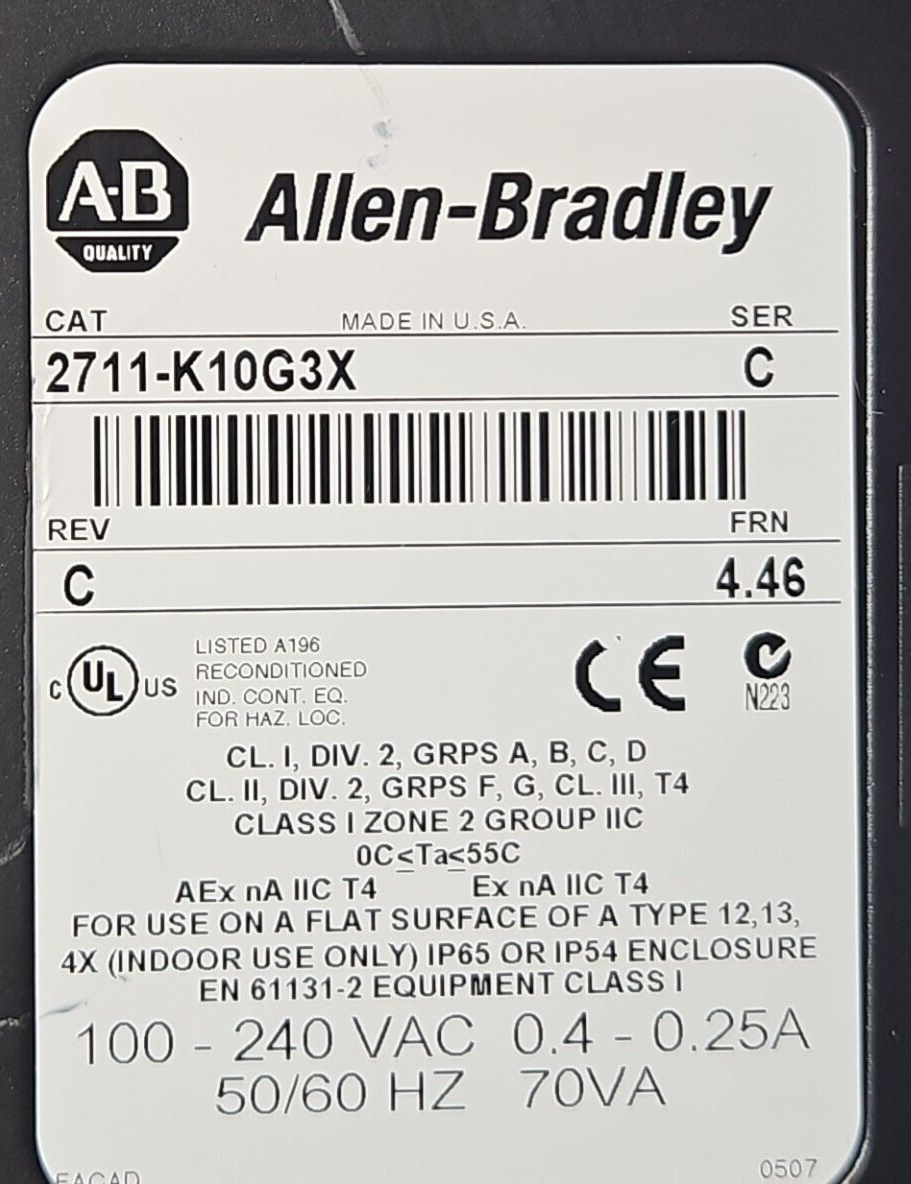 A-B
QUALITY
Allen-Bradley
CAT MADE IN U.S.A. SER
2711-K10G3X C
REV FRN
C 4.46
C UL US
LISTED A196
RECONDITIONED
IND. CONT. EQ.
FOR HAZ. LOC.
CE
N223
CL. I, DIV. 2, GRPS A, B, C, D
CL. II, DIV. 2, GRPS F, G, CL. III, T4
CLASS I ZONE 2 GROUP IIC
0C≤Ta≤55C
AEx nA IIC T4 Ex nA IIC T4
FOR USE ON A FLAT SURFACE OF A TYPE 12,13,
4X (INDOOR USE ONLY) IP65 OR IP54 ENCLOSURE
EN 61131-2 EQUIPMENT CLASS I
100 - 240 VAC 0.4 - 0.25A
50/60 HZ 70VA
0507